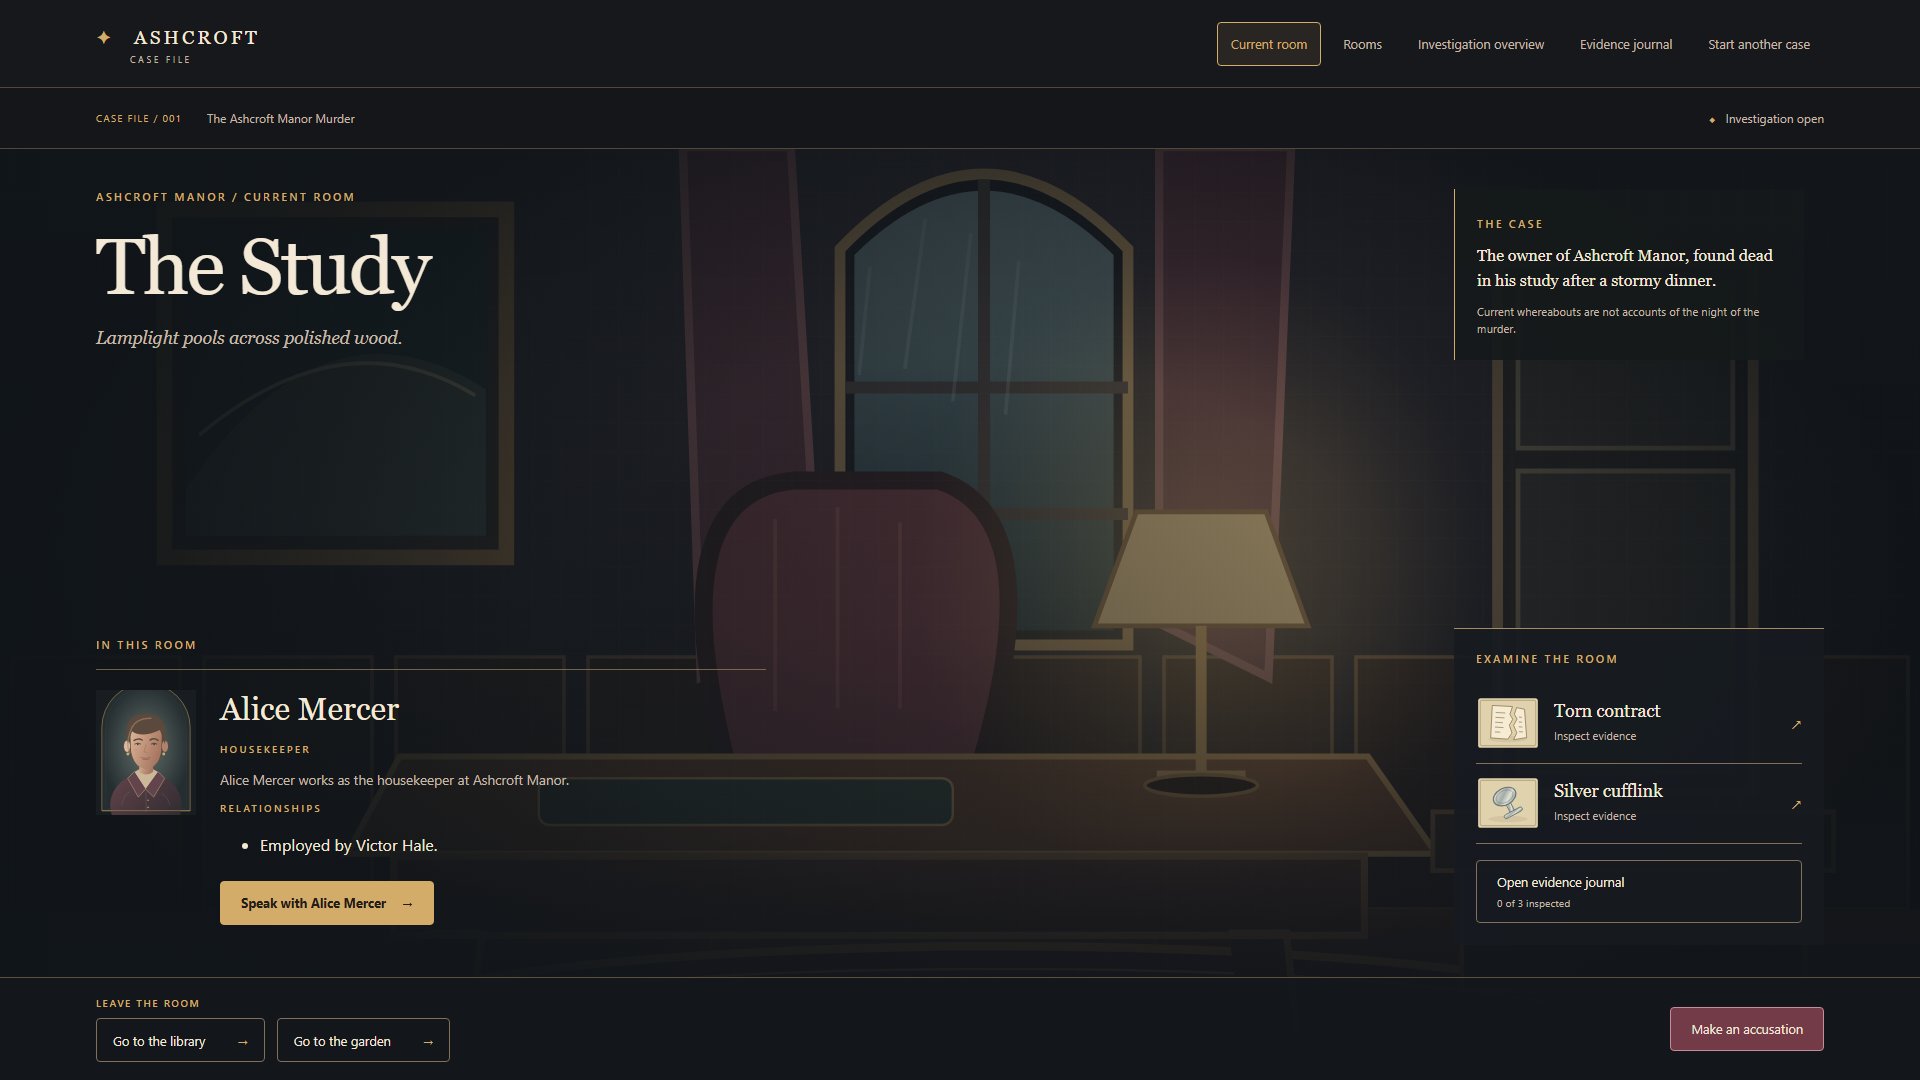 ASHCROFT
CASE FILE
Current room
Rooms
Investigation overview
Evidence journal
Start another case
CASE FILE / 001
The Ashcroft Manor Murder
Investigation open
ASHCROFT MANOR / CURRENT ROOM
The Study
Lamplight pools across polished wood.
THE CASE
The owner of Ashcroft Manor, found dead
in his study after a stormy dinner.
Current whereabouts are not accounts of the night of the
murder.
IN THIS ROOM
Alice Mercer
HOUSEKEEPER
Alice Mercer works as the housekeeper at Ashcroft Manor.
RELATIONSHIPS
• Employed by Victor Hale.
Speak with Alice Mercer →
EXAMINE THE ROOM
Torn contract
Inspect evidence
↗
Silver cufflink
Inspect evidence
↗
Open evidence journal
0 of 3 inspected
LEAVE THE ROOM
Go to the library →
Go to the garden →
Make an accusation